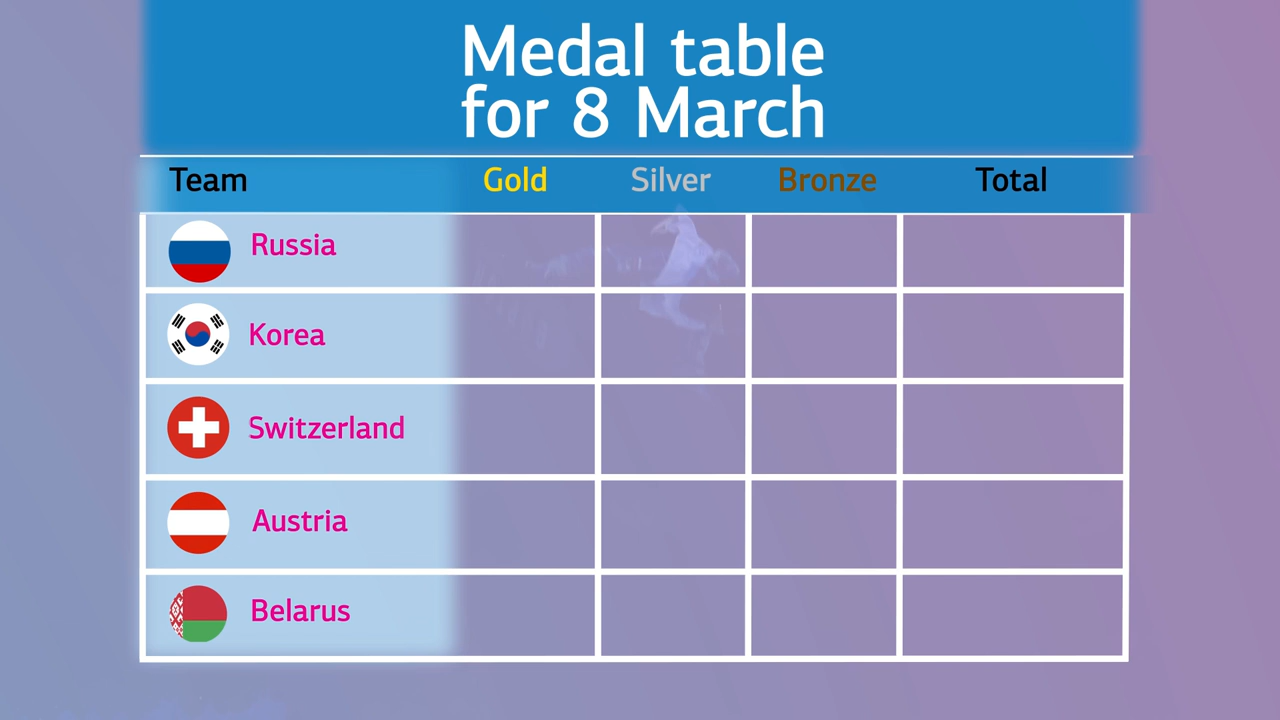 Medal table
for 8 March
Team Gold Silver Bronze Total
Russia
Korea
Switzerland
Austria
Belarus